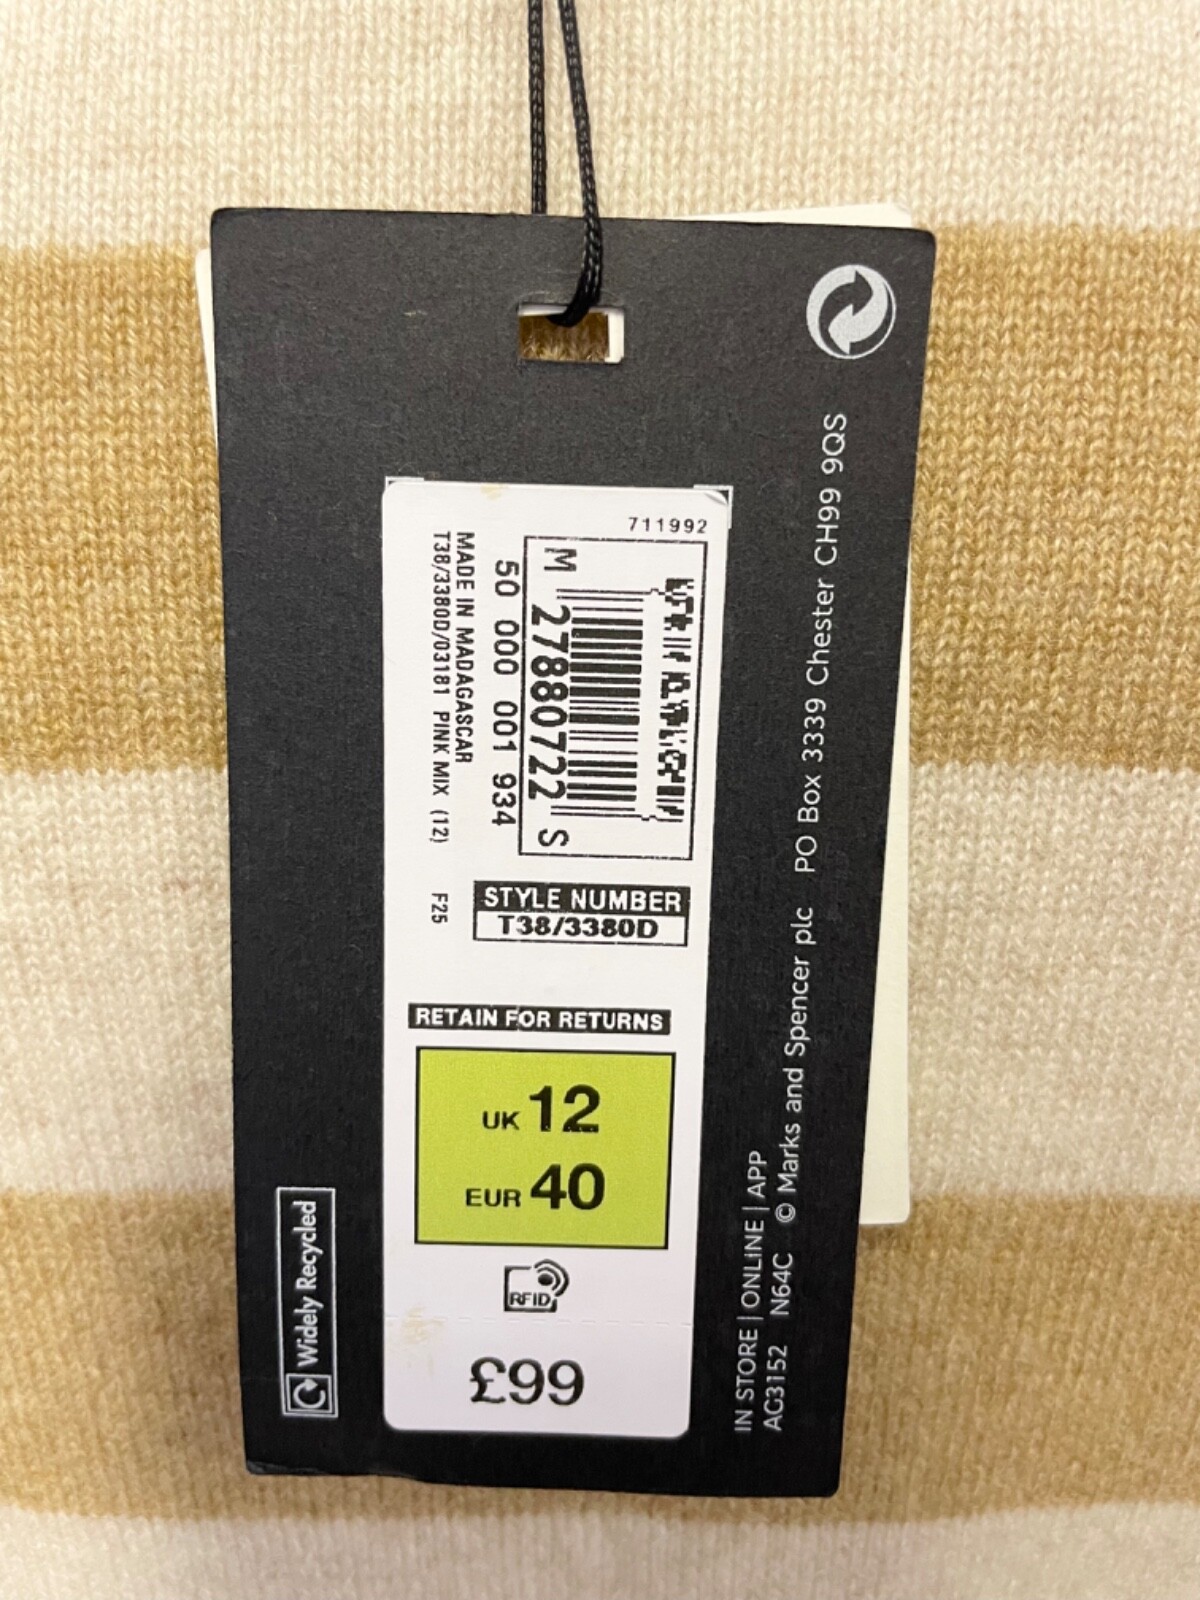 711992
M 27880722 S
50 000 001 934
MADE IN MADAGASCAR
T38/3380D/03181 PINK MIX (12) F25
STYLE NUMBER
T38/3380D
RETAIN FOR RETURNS
UK 12
EUR 40
RFID
£99
Widely Recycled
IN STORE | ONLINE | APP
AG3152 N64C © Marks and Spencer plc PO Box 3339 Chester CH99 9QS